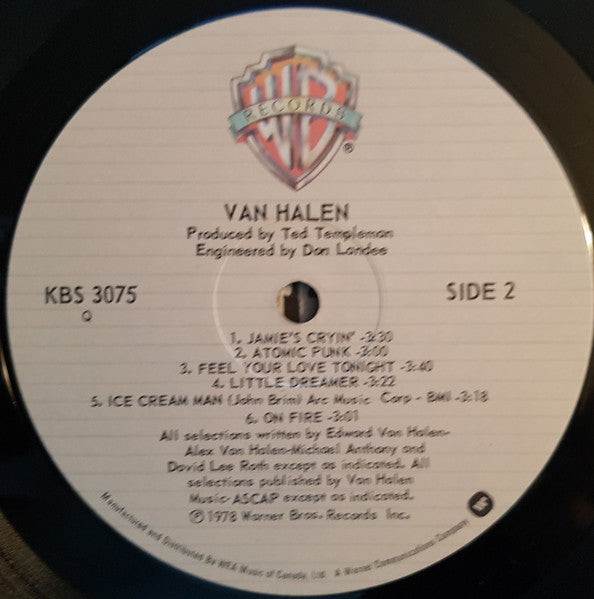 WB
RECORDS
®
VAN HALEN
Produced by Ted Templeman
Engineered by Don Landee
KBS 3075
Q
SIDE 2
1. JAMIE'S CRYIN' -3:30
2. ATOMIC PUNK -3:00
3. FEEL YOUR LOVE TONIGHT -3:40
4. LITTLE DREAMER -3:22
5. ICE CREAM MAN (John Brim) Arc Music Corp - BMI -3:18
6. ON FIRE -3:01
All selections written by Edward Van Halen-
Alex Van Halen-Michael Anthony and
David Lee Roth except as indicated. All
selections published by Van Halen
Music-ASCAP except as indicated.
℗ 1978 Warner Bros. Records Inc.
Manufactured and Distributed By WEA Music of Canada, Ltd. A Warner Communications Company